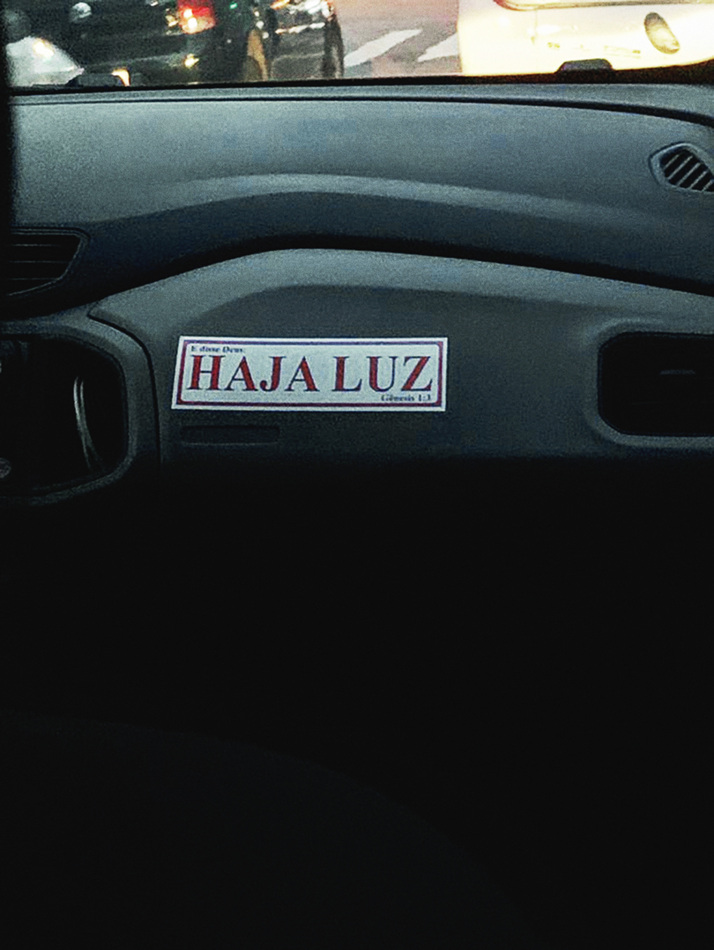 E disse Deus:
HAJA LUZ
Gênesis 1:3